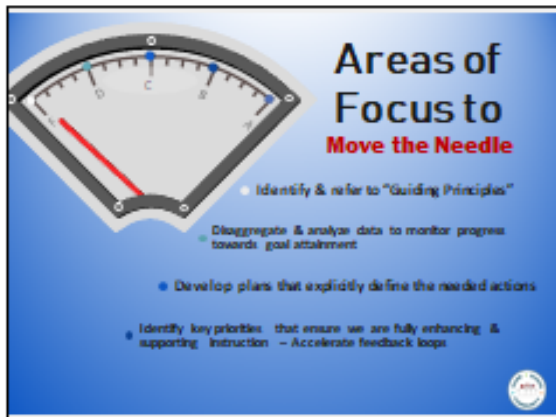 Areas of
Focus to
Move the Needle
F
D
C
B
A
Identify & refer to “Guiding Principles”
Disaggregate & analyze data to monitor progress
towards goal attainment
Develop plans that explicitly define the needed actions
Identify key priorities that ensure we are fully enhancing &
supporting instruction – Accelerate feedback loops